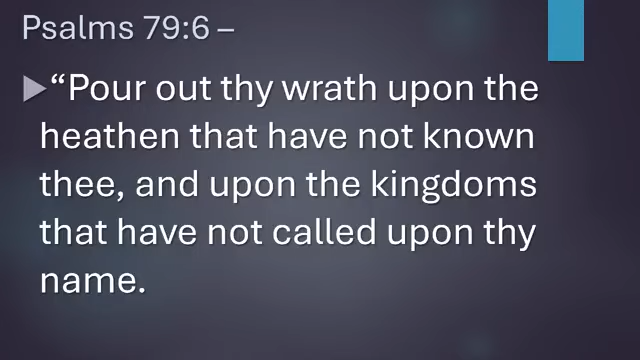 Psalms 79:6 –
“Pour out thy wrath upon the
heathen that have not known
thee, and upon the kingdoms
that have not called upon thy
name.